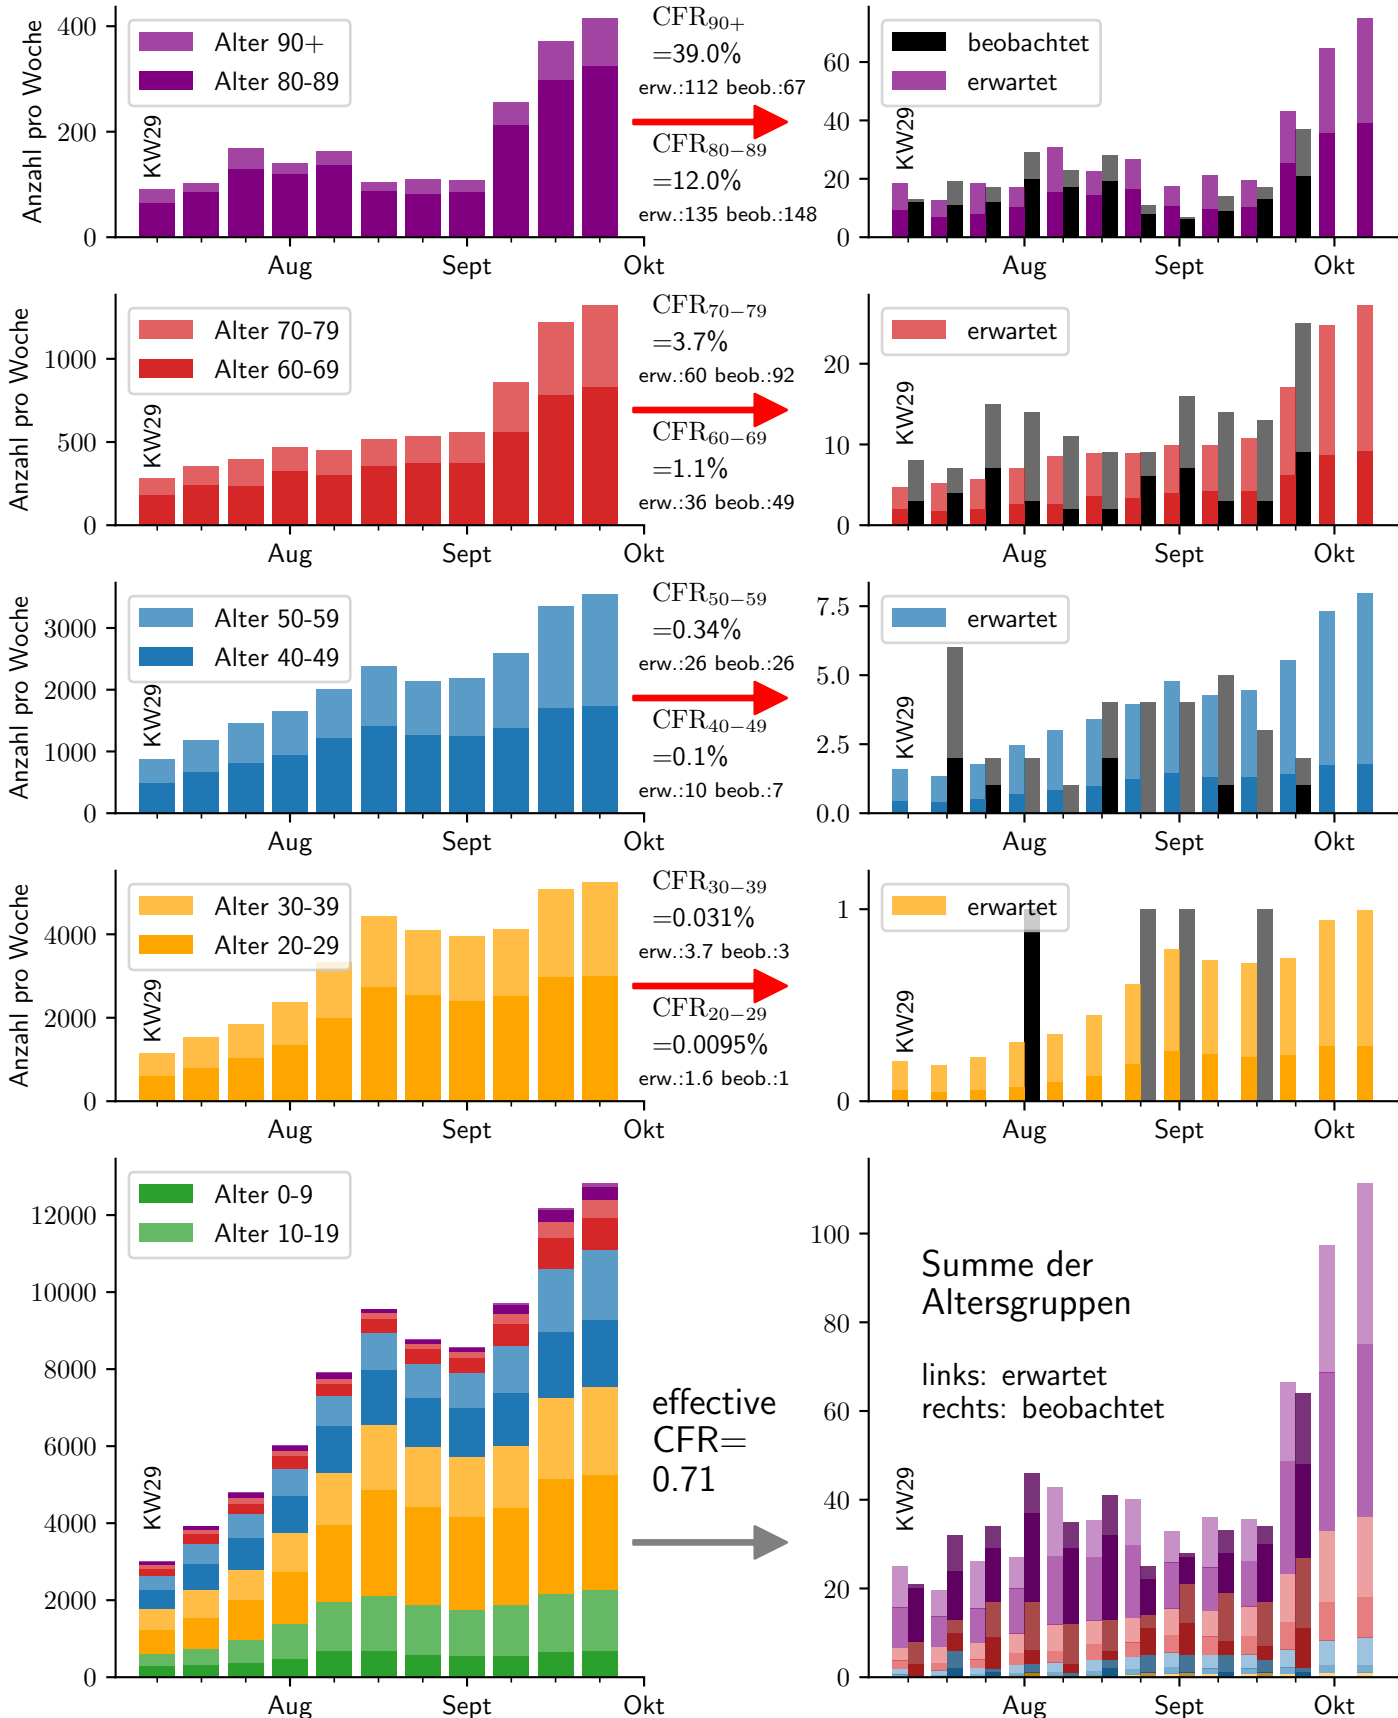 Anzahl pro Woche
400
200
0
Alter 90+
Alter 80-89
KW29
Aug
Sept
Okt
CFR90+
=39.0%
erw.:112 beob.:67
CFR80−89
=12.0%
erw.:135 beob.:148
60
40
20
0
beobachtet
erwartet
KW29
Aug
Sept
Okt
Anzahl pro Woche
1000
500
0
Alter 70-79
Alter 60-69
KW29
Aug
Sept
Okt
CFR70−79
=3.7%
erw.:60 beob.:92
CFR60−69
=1.1%
erw.:36 beob.:49
20
10
0
erwartet
KW29
Aug
Sept
Okt
Anzahl pro Woche
3000
2000
1000
0
Alter 50-59
Alter 40-49
KW29
Aug
Sept
Okt
CFR50−59
=0.34%
erw.:26 beob.:26
CFR40−49
=0.1%
erw.:10 beob.:7
7.5
5.0
2.5
0.0
erwartet
KW29
Aug
Sept
Okt
Anzahl pro Woche
4000
2000
0
Alter 30-39
Alter 20-29
KW29
Aug
Sept
Okt
CFR30−39
=0.031%
erw.:3.7 beob.:3
CFR20−29
=0.0095%
erw.:1.6 beob.:1
1
0
erwartet
KW29
Aug
Sept
Okt
12000
10000
8000
6000
4000
2000
0
Alter 0-9
Alter 10-19
KW29
Aug
Sept
Okt
effective
CFR=
0.71
100
80
60
40
20
0
Summe der
Altersgruppen
links: erwartet
rechts: beobachtet
KW29
Aug
Sept
Okt